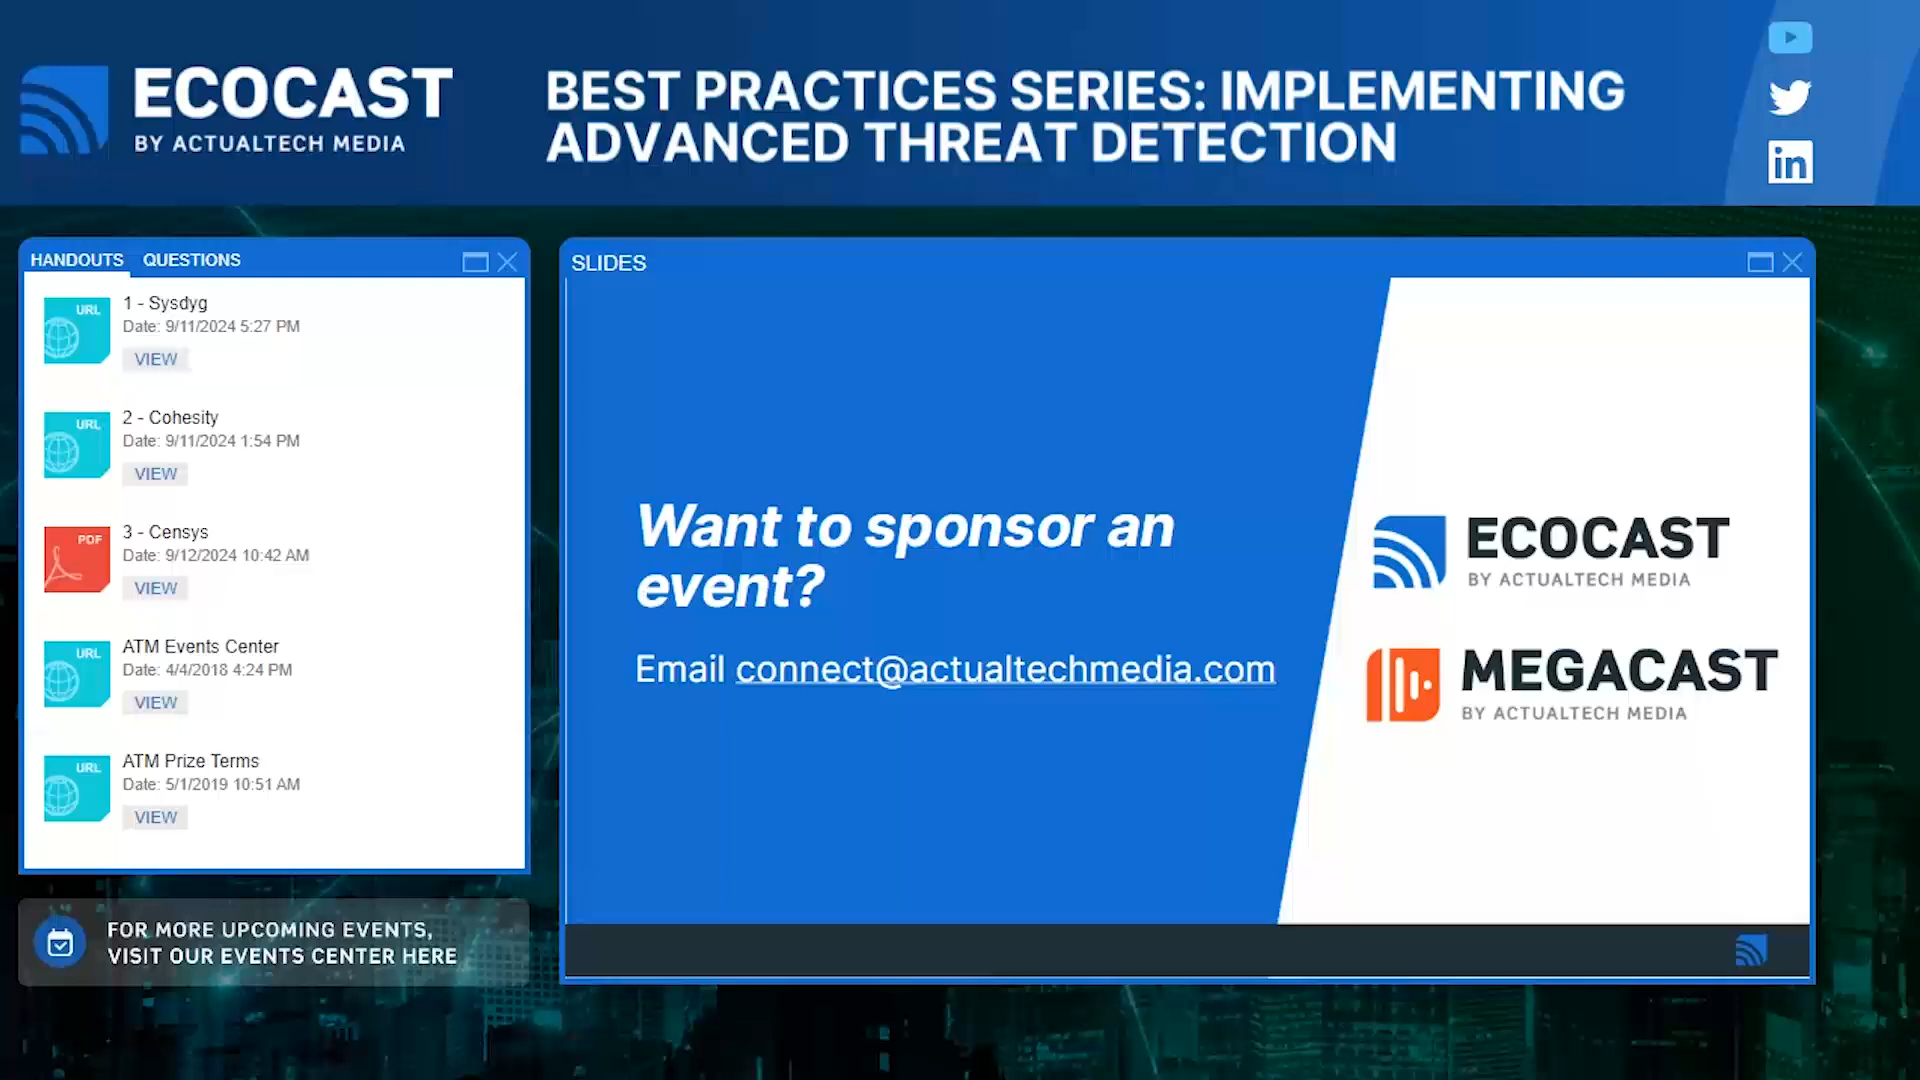 ECOCAST
BY ACTUALTECH MEDIA
BEST PRACTICES SERIES: IMPLEMENTING
ADVANCED THREAT DETECTION
in
HANDOUTS
QUESTIONS
URL
1 - Sysdyg
Date: 9/11/2024 5:27 PM
VIEW
URL
2 - Cohesity
Date: 9/11/2024 1:54 PM
VIEW
PDF
3 - Censys
Date: 9/12/2024 10:42 AM
VIEW
URL
ATM Events Center
Date: 4/4/2018 4:24 PM
VIEW
URL
ATM Prize Terms
Date: 5/1/2019 10:51 AM
VIEW
FOR MORE UPCOMING EVENTS,
VISIT OUR EVENTS CENTER HERE
SLIDES
Want to sponsor an
event?
Email connect@actualtechmedia.com
ECOCAST
BY ACTUALTECH MEDIA
MEGACAST
BY ACTUALTECH MEDIA